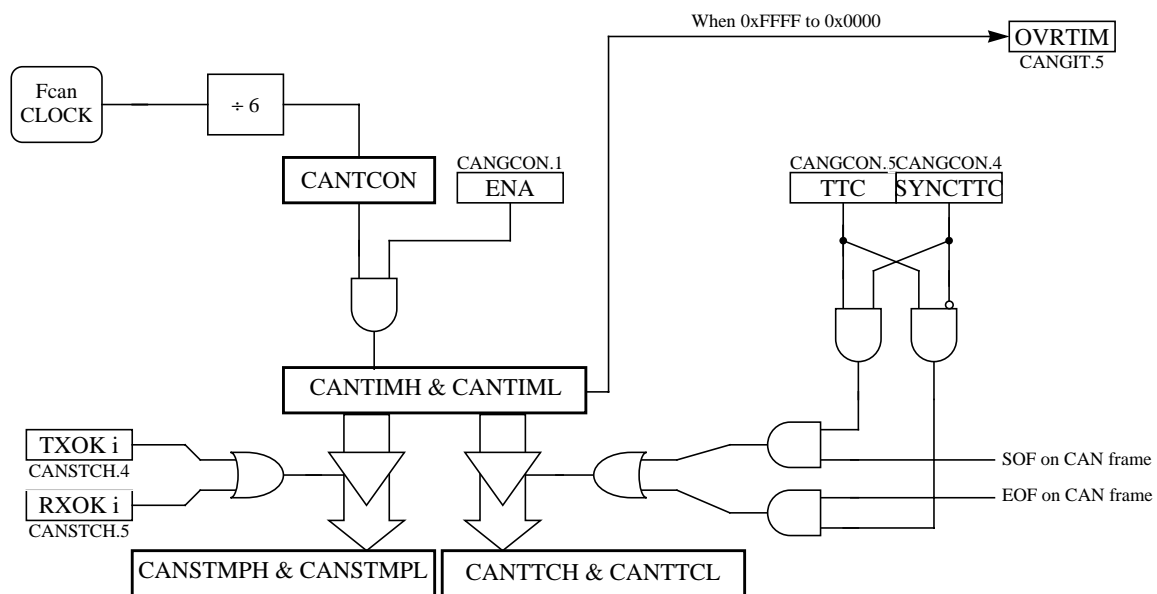 When 0xFFFF to 0x0000
OVRTIM
CANGIT.5
Fcan
CLOCK
÷ 6
CANTCON
CANGCON.1
ENA
CANGCON.5
CANGCON.4
TTC
SYNCTTC
CANTIMH & CANTIML
TXOK i
CANSTCH.4
RXOK i
CANSTCH.5
SOF on CAN frame
EOF on CAN frame
CANSTMPH & CANSTMPL
CANTTCH & CANTTCL